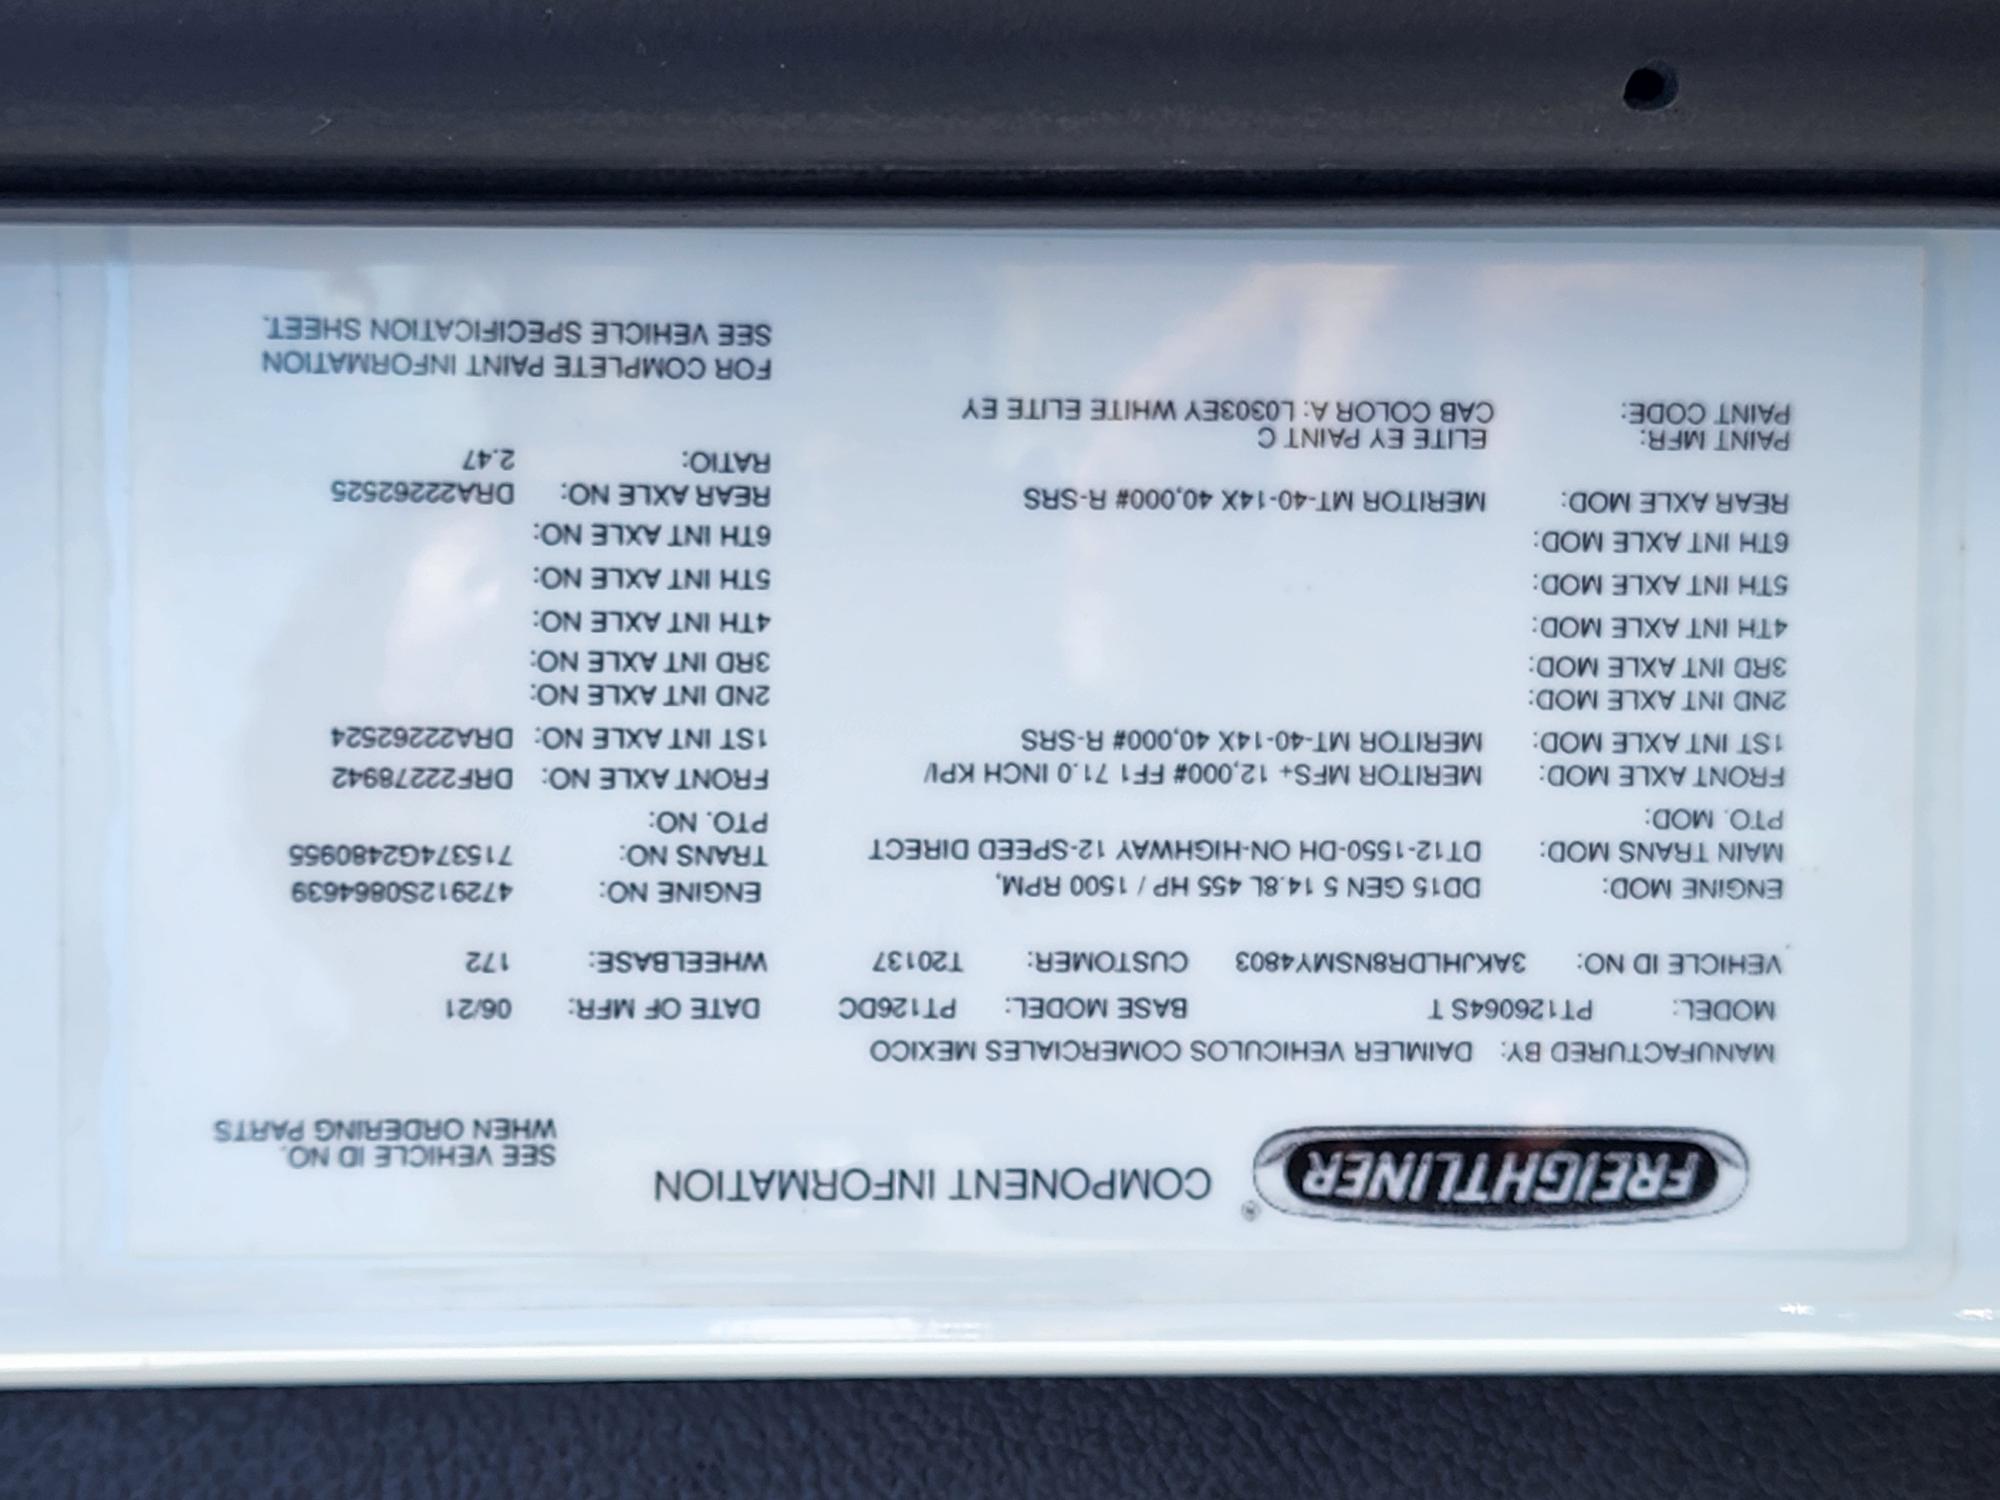 FREIGHTLINER ® COMPONENT INFORMATION
SEE VEHICLE ID NO.
WHEN ORDERING PARTS
MANUFACTURED BY: DAIMLER VEHICULOS COMERCIALES MEXICO
MODEL: PT126064S T BASE MODEL: PT126DC DATE OF MFR: 06/21
VEHICLE ID NO: 3AKJHLDR8NSMY4803 CUSTOMER: T20137 WHEELBASE: 172
ENGINE MOD: DD15 GEN 5 14.8L 455 HP / 1500 RPM, ENGINE NO: 472912S0864639
MAIN TRANS MOD: DT12-1550-DH ON-HIGHWAY 12-SPEED DIRECT TRANS NO: 715374G2480955
PTO. MOD: PTO. NO:
FRONT AXLE MOD: MERITOR MFS+ 12,000# FF1 71.0 INCH KPI/ FRONT AXLE NO: DRF22278942
1ST INT AXLE MOD: MERITOR MT-40-14X 40,000# R-SRS 1ST INT AXLE NO: DRA22262524
2ND INT AXLE MOD: 2ND INT AXLE NO:
3RD INT AXLE MOD: 3RD INT AXLE NO:
4TH INT AXLE MOD: 4TH INT AXLE NO:
5TH INT AXLE MOD: 5TH INT AXLE NO:
6TH INT AXLE MOD: 6TH INT AXLE NO:
REAR AXLE MOD: MERITOR MT-40-14X 40,000# R-SRS REAR AXLE NO: DRA22262525
RATIO: 2.47
PAINT MFR: ELITE EY PAINT C
PAINT CODE: CAB COLOR A: L0303EY WHITE ELITE EY
FOR COMPLETE PAINT INFORMATION
SEE VEHICLE SPECIFICATION SHEET.